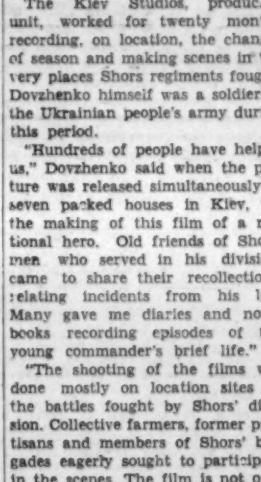 The Kiev Studios, produc
unit, worked for twenty mon
recording, on location, the chan
of season and making scenes in
very places Shors regiments foug
Dovzhenko himself was a soldier
the Ukrainian people's army dur
this period.
"Hundreds of people have hel
us," Dovzhenko said when the p
ture was released simultaneously
seven packed houses in Kiev,
the making of this film of a n
tional hero. Old friends of Sho
men who served in his divisi
came to share their recollectio
relating incidents from his l
Many gave me diaries and no
books recording episodes of t
young commander's brief life."
"The shooting of the films w
done mostly on location sites
the battles fought by Shors' di
sion. Collective farmers, former p
tisans and members of Shors' b
gades eagerly sought to particip
in the scenes. The film is not o